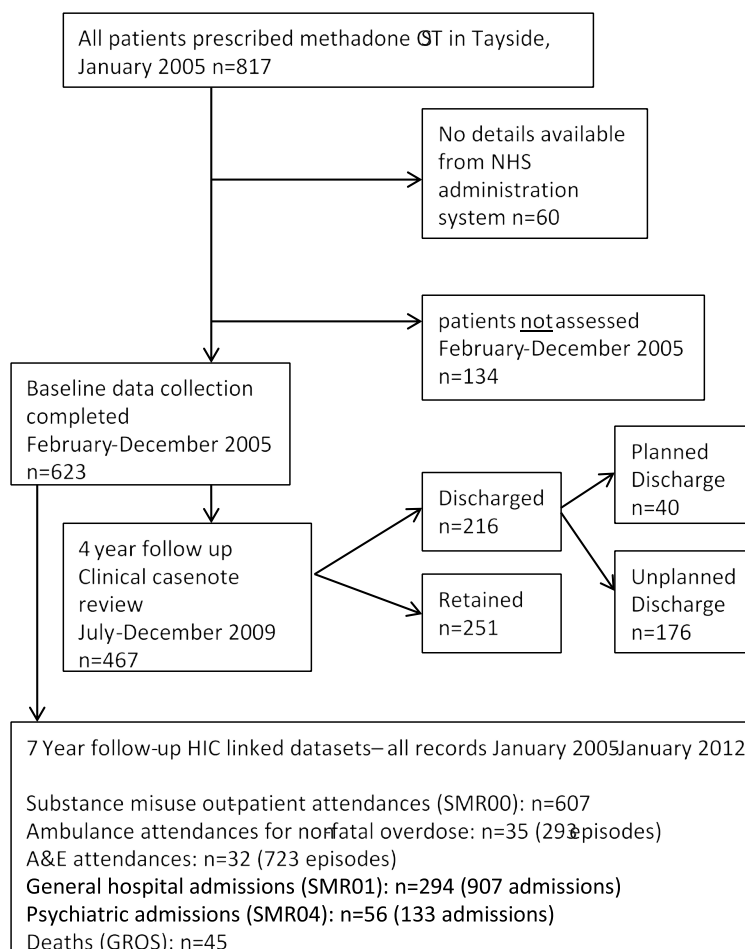 All patients prescribed methadone OST in Tayside,
January 2005 n=817
No details available
from NHS
administration
system n=60
patients not assessed
February-December 2005
n=134
Baseline data collection
completed
February-December 2005
n=623
4 year follow up
Clinical casenote
review
July-December 2009
n=467
Discharged
n=216
Retained
n=251
Planned
Discharge
n=40
Unplanned
Discharge
n=176
7 Year follow-up HIC linked datasets– all records January 2005-January 2012
Substance misuse out-patient attendances (SMR00): n=607
Ambulance attendances for non-fatal overdose: n=35 (293 episodes)
A&E attendances: n=32 (723 episodes)
General hospital admissions (SMR01): n=294 (907 admissions)
Psychiatric admissions (SMR04): n=56 (133 admissions)
Deaths (GROS): n=45